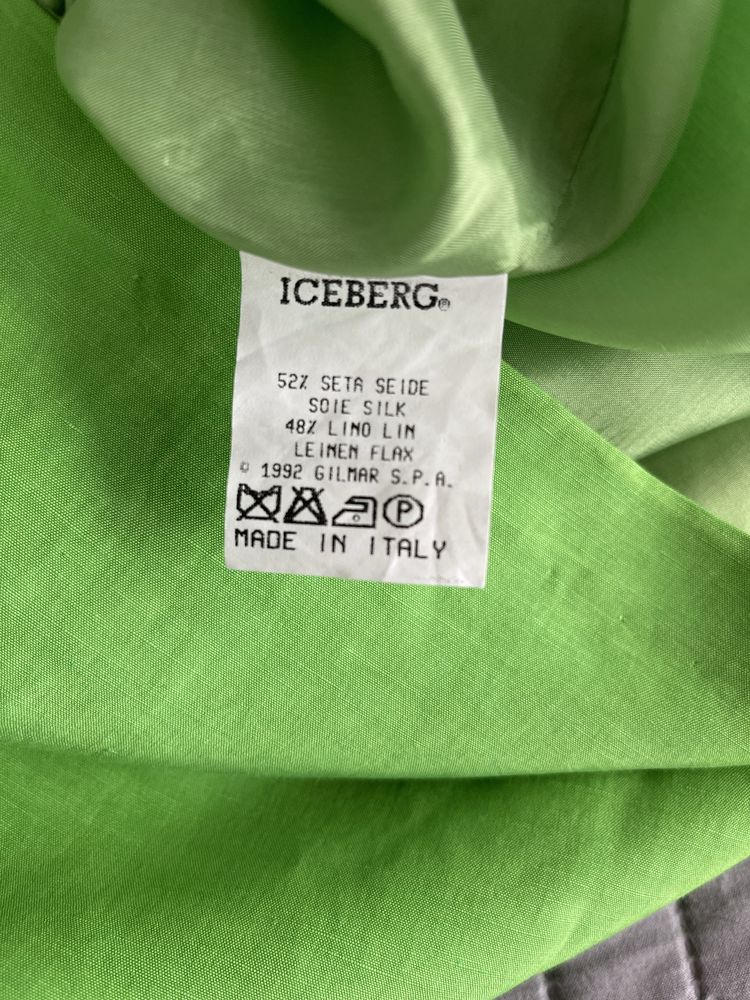 ICEBERG®
52% SETA SEIDE
SOIE SILK
48% LINO LIN
LEINEN FLAX
© 1992 GILMAR S.P.A.
P
MADE IN ITALY